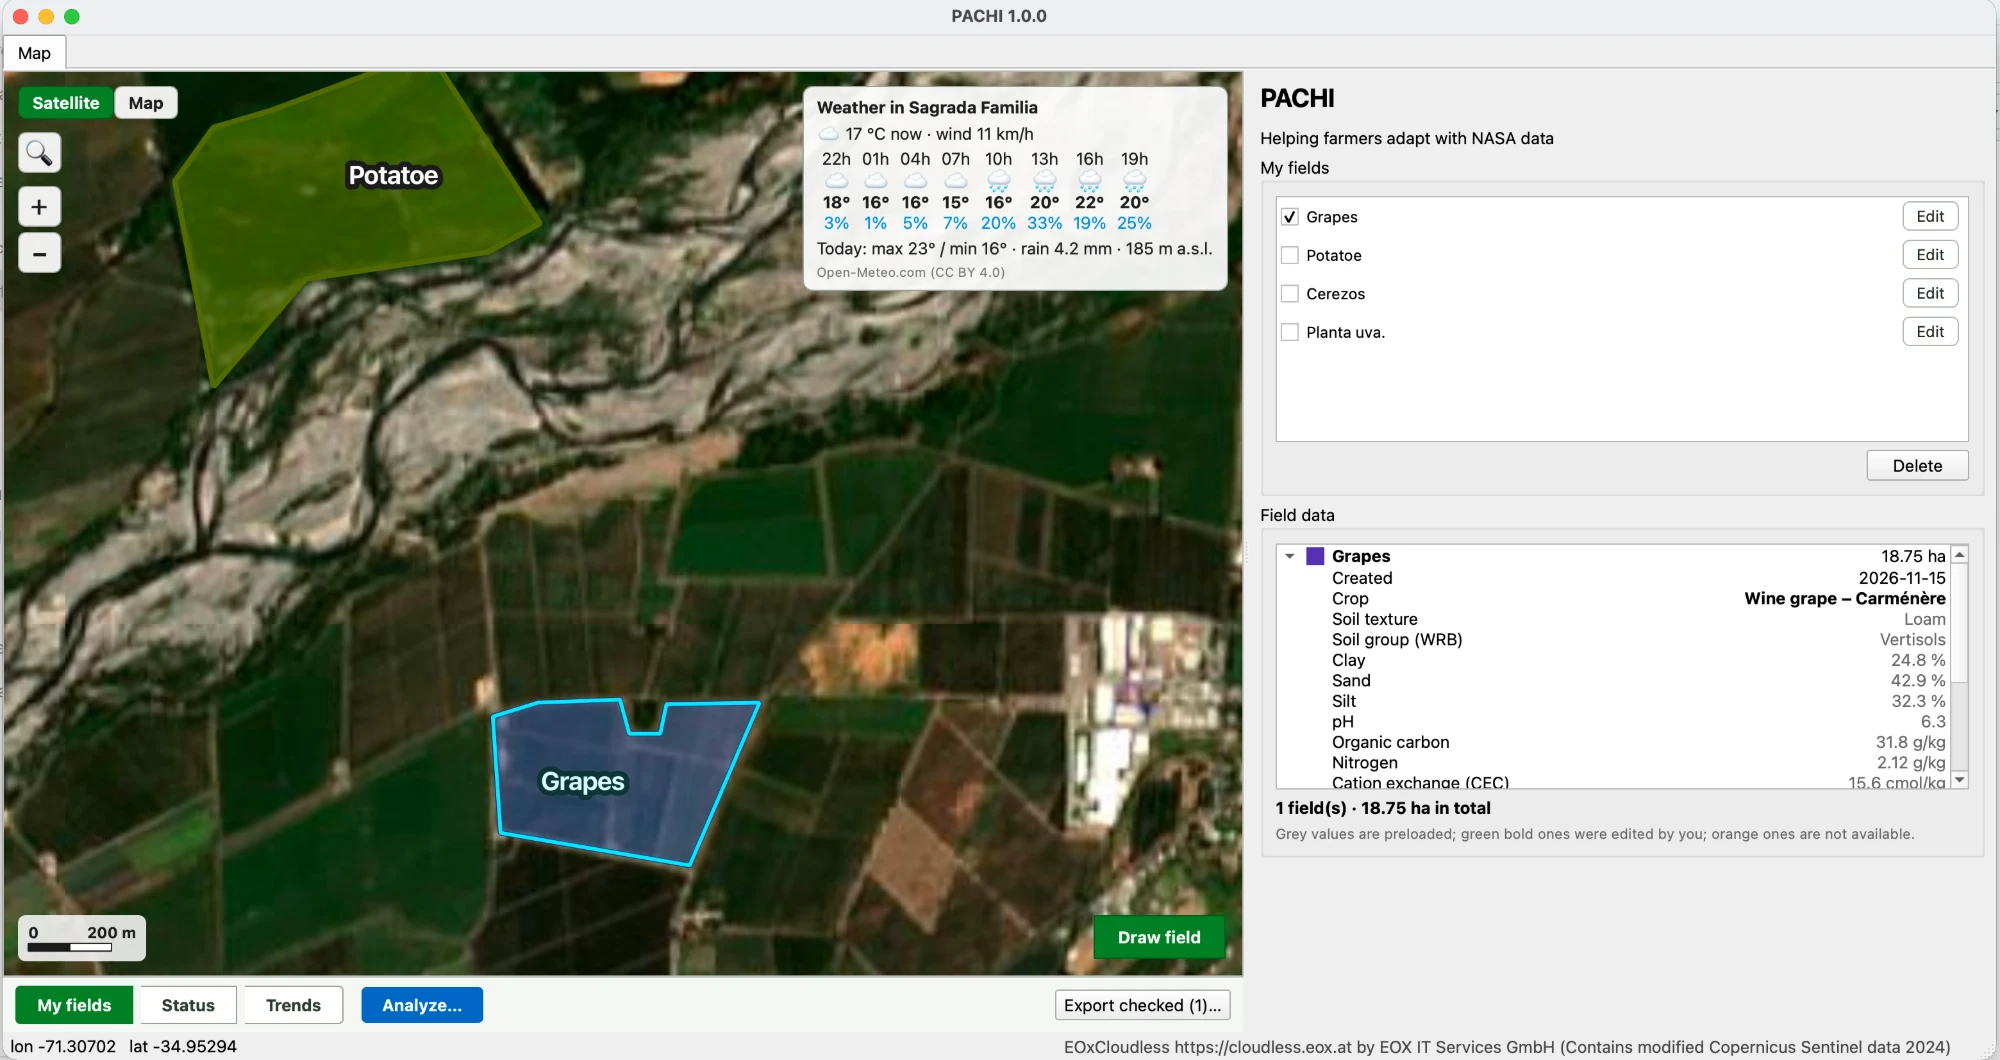 PACHI 1.0.0
Map
Satellite Map
+
−
Potatoe
Weather in Sagrada Familia
17 °C now · wind 11 km/h
22h 01h 04h 07h 10h 13h 16h 19h
18° 16° 16° 15° 16° 20° 22° 20°
3% 1% 5% 7% 20% 33% 19% 25%
Today: max 23° / min 16° · rain 4.2 mm · 185 m a.s.l.
Open-Meteo.com (CC BY 4.0)
Grapes
0 200 m
Draw field
My fields Status Trends Analyze... Export checked (1)...
lon -71.30702 lat -34.95294
PACHI
Helping farmers adapt with NASA data
My fields
Grapes Edit
Potatoe Edit
Cerezos Edit
Planta uva. Edit
Delete
Field data
Grapes 18.75 ha
Created 2026-11-15
Crop Wine grape – Carménère
Soil texture Loam
Soil group (WRB) Vertisols
Clay 24.8 %
Sand 42.9 %
Silt 32.3 %
pH 6.3
Organic carbon 31.8 g/kg
Nitrogen 2.12 g/kg
Cation exchange (CEC) 15.6 cmol/kg
1 field(s) · 18.75 ha in total
Grey values are preloaded; green bold ones were edited by you; orange ones are not available.
EOxCloudless https://cloudless.eox.at by EOX IT Services GmbH (Contains modified Copernicus Sentinel data 2024)